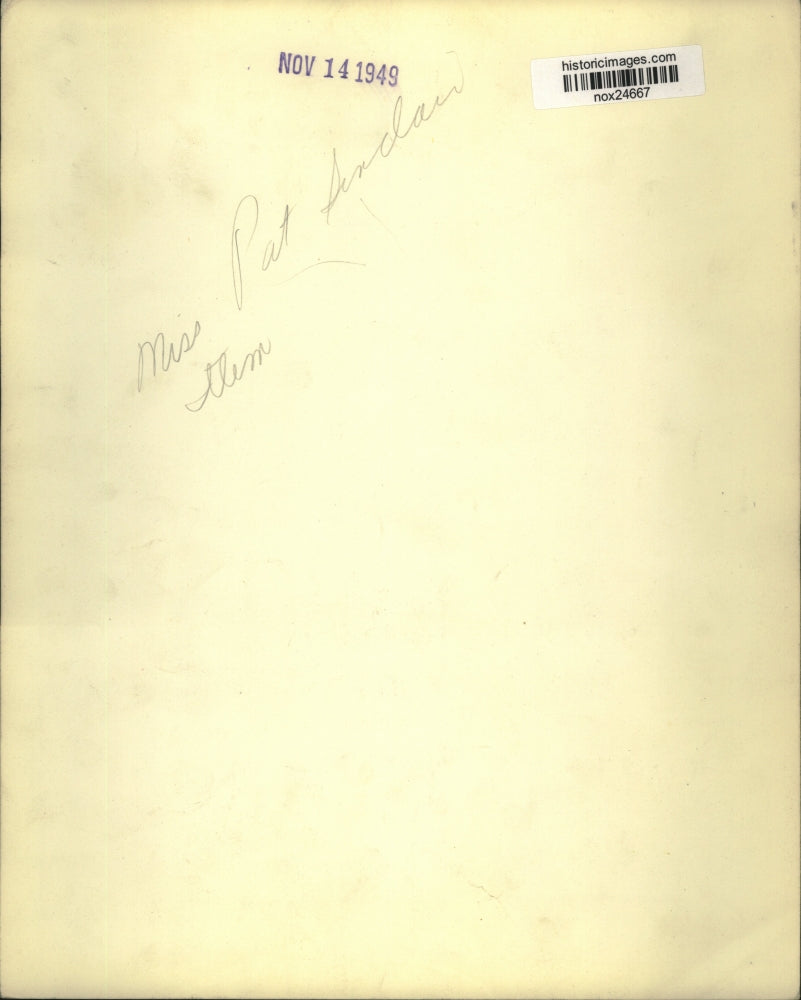 NOV 14 1949
historicimages.com
nox24667
Miss Pat Sinclair
Item